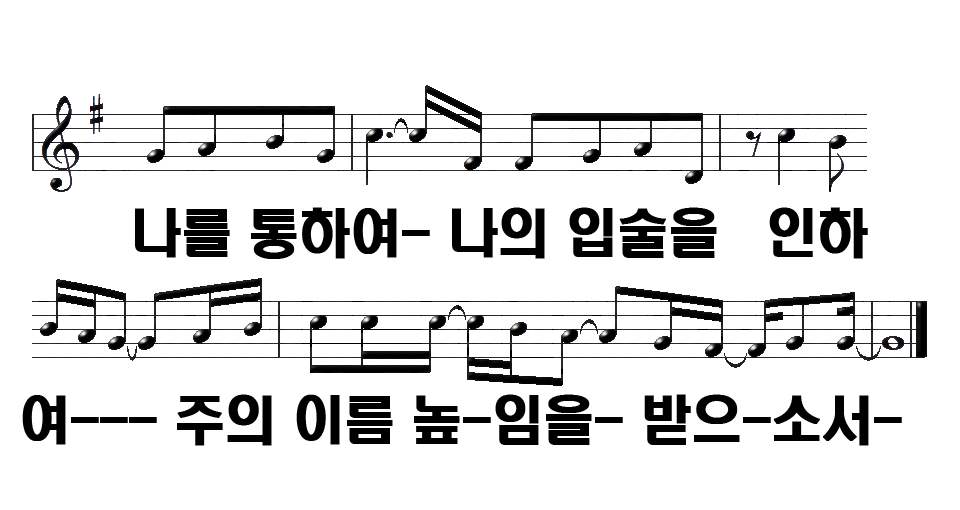 나를 통하여- 나의 입술을 인하
여--- 주의 이름 높-임을- 받으-소서-